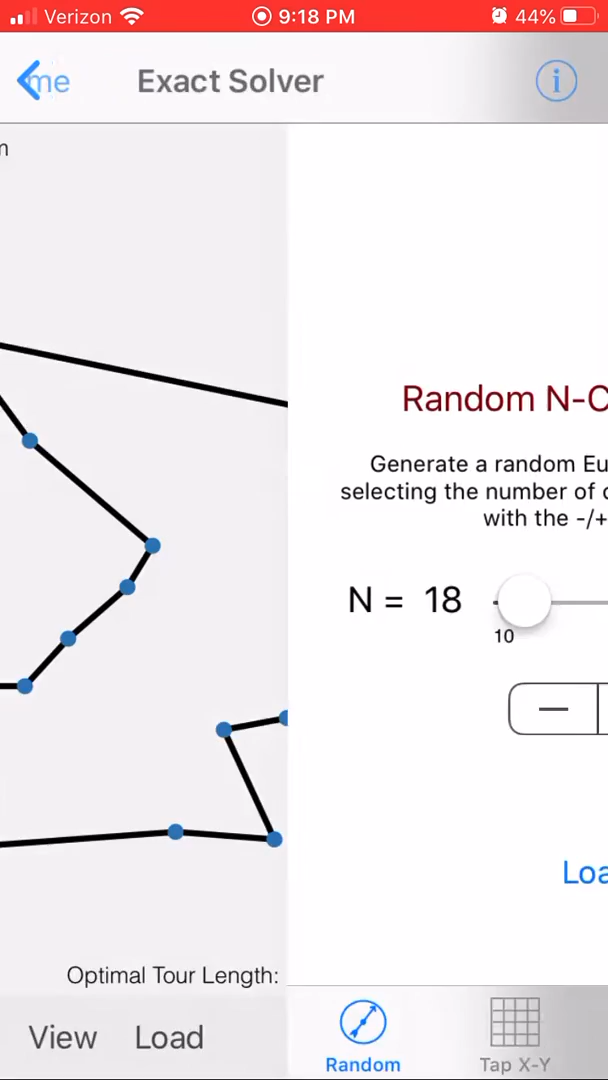 Verizon 9:18 PM 44%
me Exact Solver i
m
Random N-C
Generate a random Eu
selecting the number of c
with the -/+
N = 18
10
Loa
Optimal Tour Length:
View Load
Random Tap X-Y